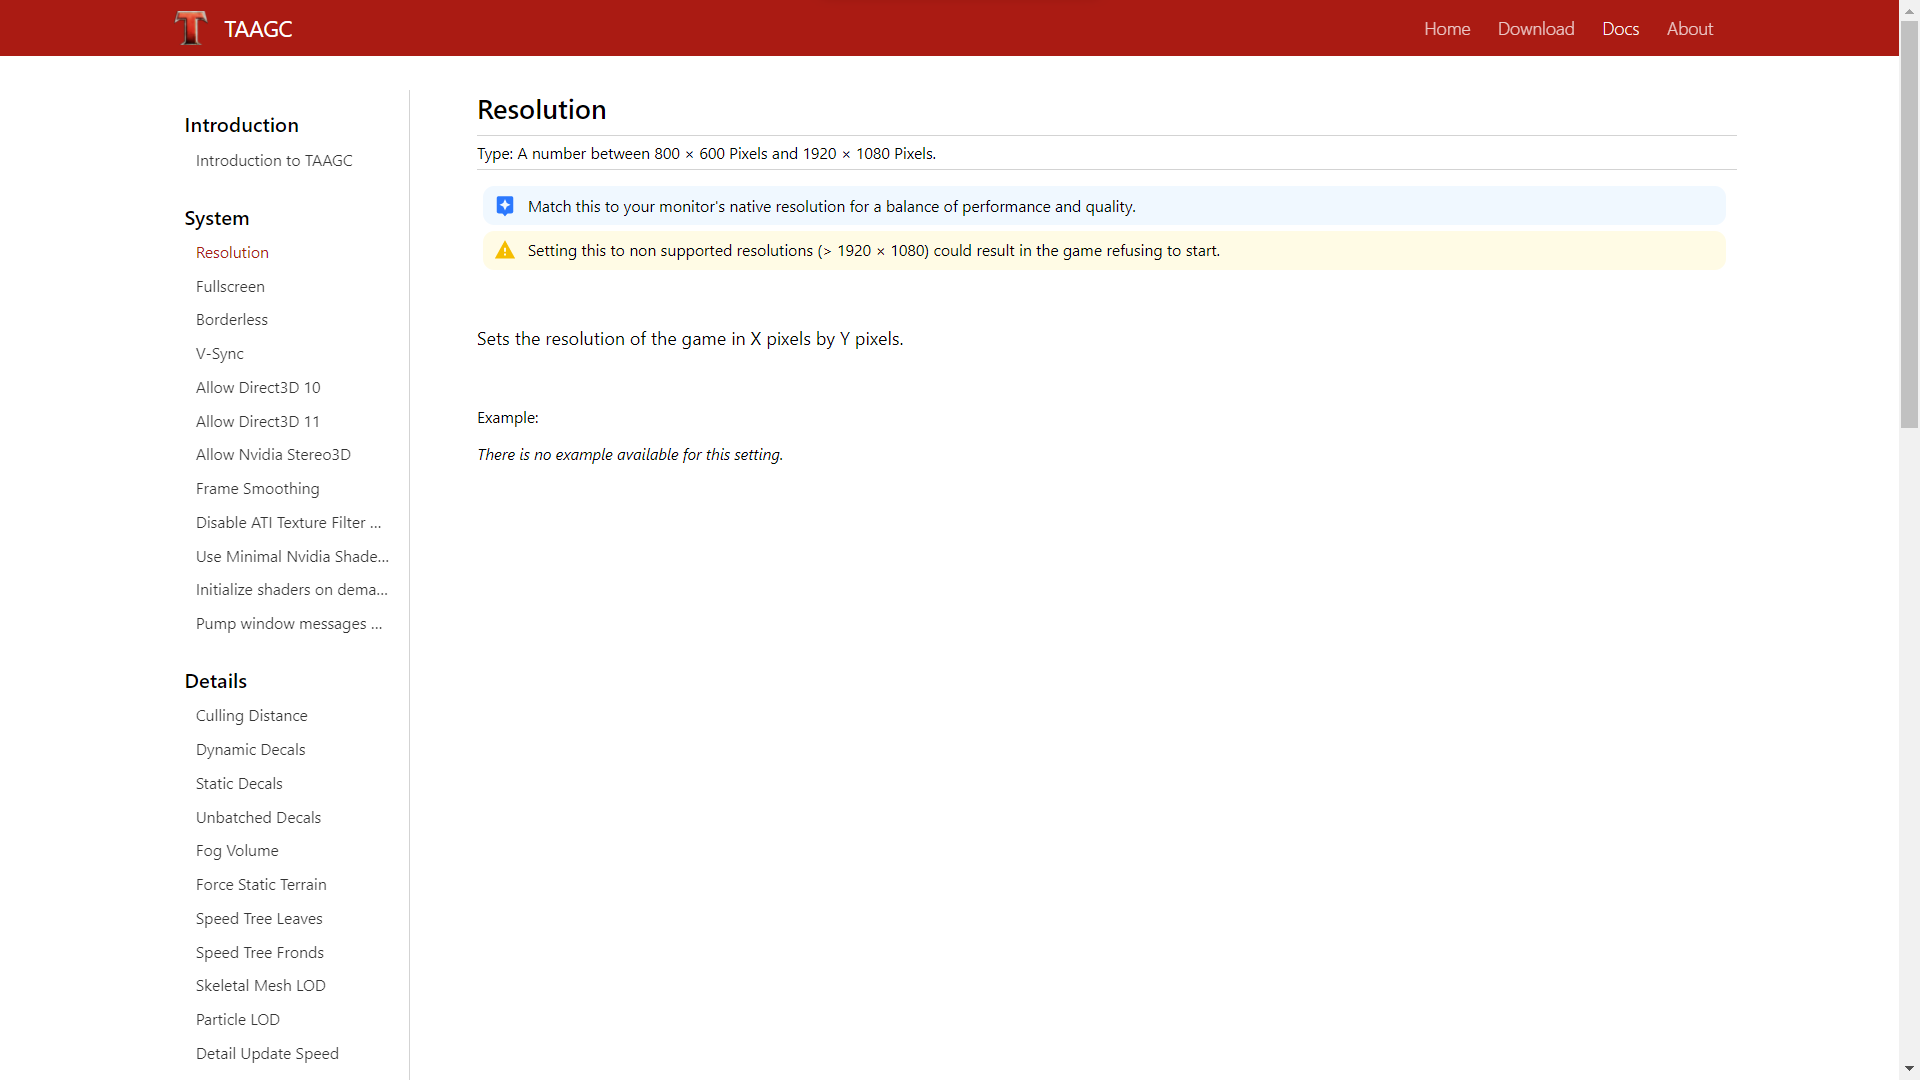 TAAGC
Home
Download
Docs
About
Introduction
Introduction to TAAGC
System
Resolution
Fullscreen
Borderless
V-Sync
Allow Direct3D 10
Allow Direct3D 11
Allow Nvidia Stereo3D
Frame Smoothing
Disable ATI Texture Filter ...
Use Minimal Nvidia Shade...
Initialize shaders on dema...
Pump window messages ...
Details
Culling Distance
Dynamic Decals
Static Decals
Unbatched Decals
Fog Volume
Force Static Terrain
Speed Tree Leaves
Speed Tree Fronds
Skeletal Mesh LOD
Particle LOD
Detail Update Speed
Resolution
Type: A number between 800 × 600 Pixels and 1920 × 1080 Pixels.
Match this to your monitor's native resolution for a balance of performance and quality.
Setting this to non supported resolutions (> 1920 × 1080) could result in the game refusing to start.
Sets the resolution of the game in X pixels by Y pixels.
Example:
There is no example available for this setting.